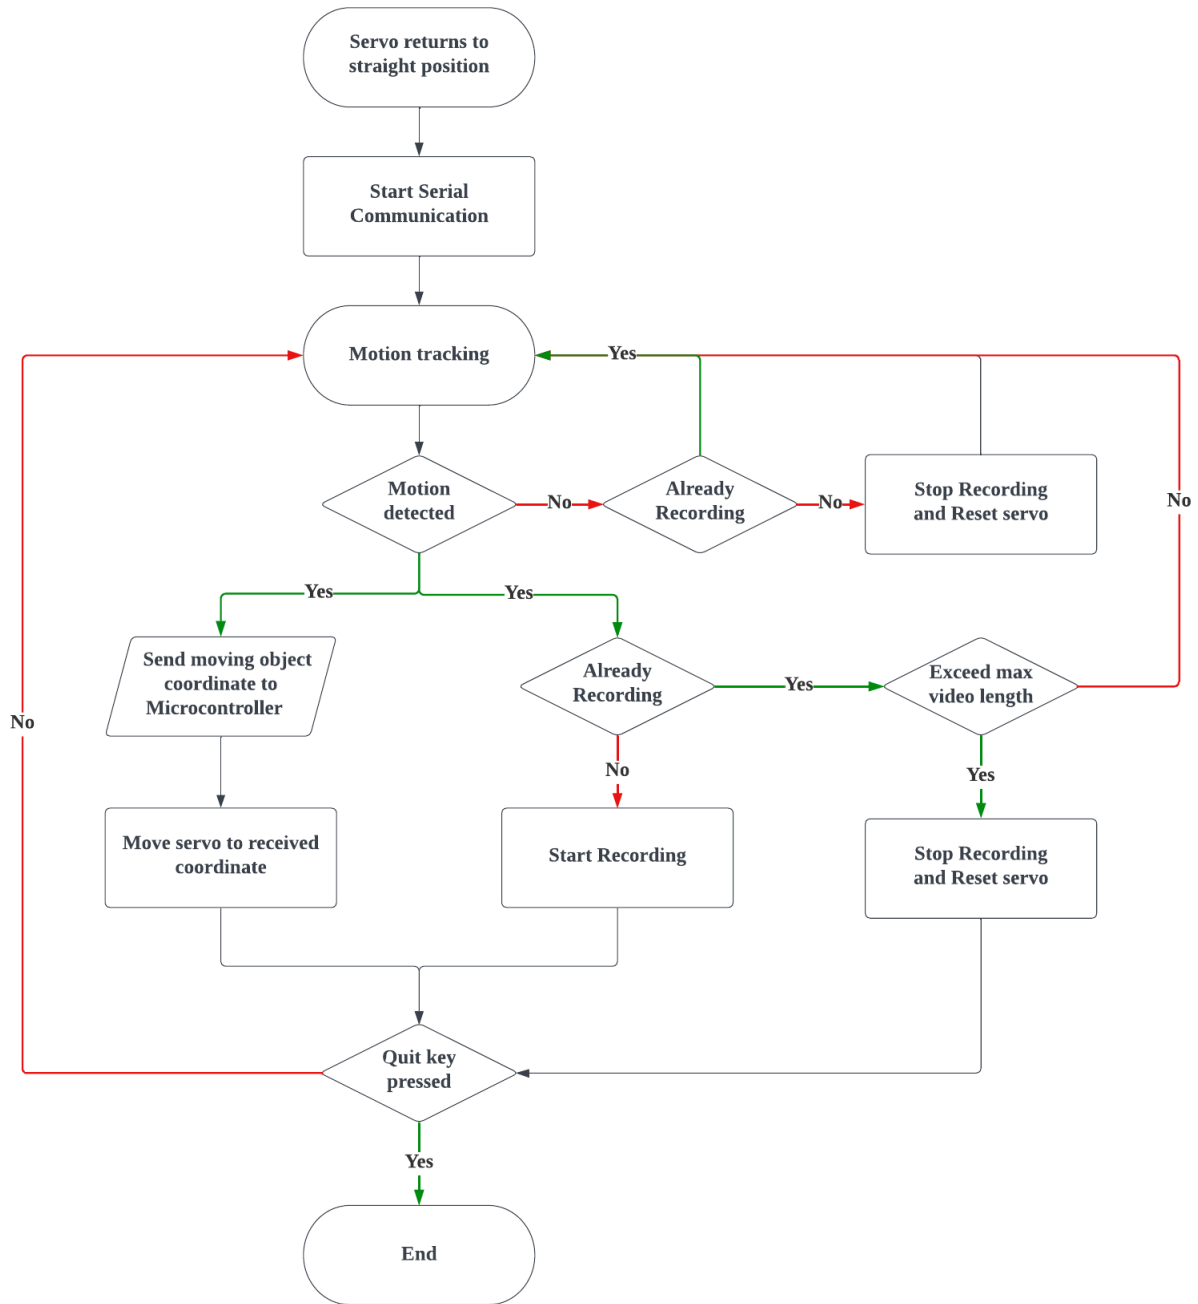 Servo returns to
straight position
Start Serial
Communication
Motion tracking
Yes
Motion
detected
No
Already
Recording
No
Stop Recording
and Reset servo
No
Yes
Yes
Send moving object
coordinate to
Microcontroller
Already
Recording
Yes
Exceed max
video length
No
No
Yes
Move servo to received
coordinate
Start Recording
Stop Recording
and Reset servo
Quit key
pressed
Yes
End